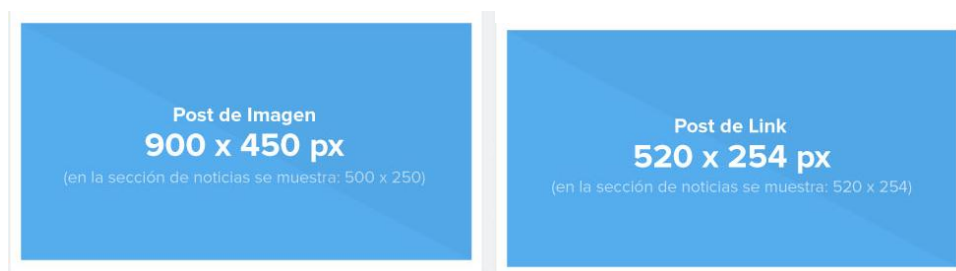 Post de Imagen
900 x 450 px
(en la sección de noticias se muestra: 500 x 250)
Post de Link
520 x 254 px
(en la sección de noticias se muestra: 520 x 254)